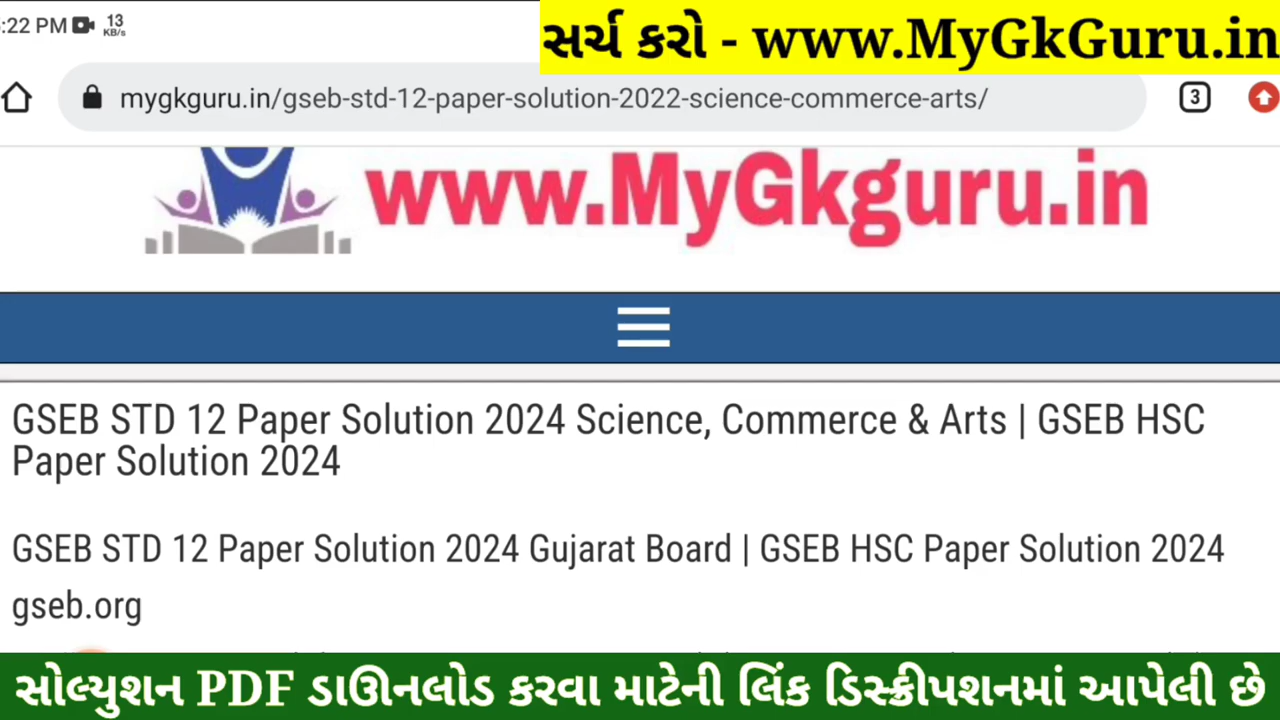 :22 PM 13 KB/s
સર્ચ કરો - www.MyGkGuru.in
mygkguru.in/gseb-std-12-paper-solution-2022-science-commerce-arts/
3
www.MyGkguru.in
GSEB STD 12 Paper Solution 2024 Science, Commerce & Arts | GSEB HSC
Paper Solution 2024
GSEB STD 12 Paper Solution 2024 Gujarat Board | GSEB HSC Paper Solution 2024
gseb.org
સોલ્યુશન PDF ડાઊનલોડ કરવા માટેની લિંક ડિસ્ક્રીપશનમાં આપેલી છે